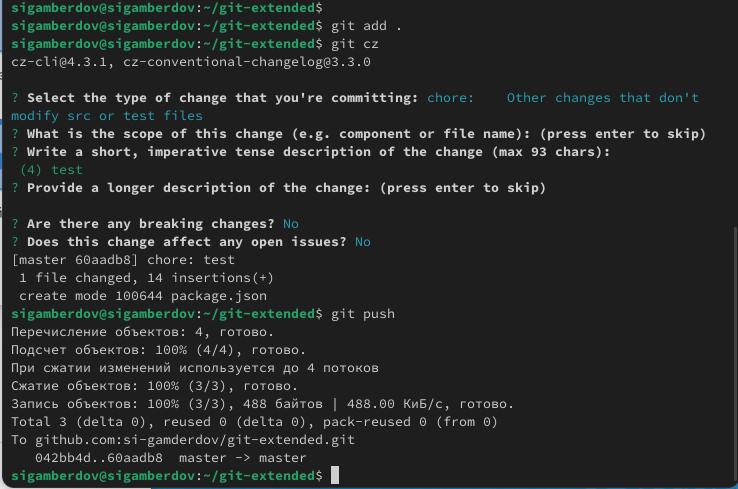 sigamberdov@sigamberdov:~/git-extended$
sigamberdov@sigamberdov:~/git-extended$ git add .
sigamberdov@sigamberdov:~/git-extended$ git cz
cz-cli@4.3.1, cz-conventional-changelog@3.3.0
? Select the type of change that you're committing: chore:    Other changes that don't
modify src or test files
? What is the scope of this change (e.g. component or file name): (press enter to skip)
? Write a short, imperative tense description of the change (max 93 chars):
(4) test
? Provide a longer description of the change: (press enter to skip)
? Are there any breaking changes? No
? Does this change affect any open issues? No
[master 60aadb8] chore: test
1 file changed, 14 insertions(+)
create mode 100644 package.json
sigamberdov@sigamberdov:~/git-extended$ git push
Перечисление объектов: 4, готово.
Подсчет объектов: 100% (4/4), готово.
При сжатии изменений используется до 4 потоков
Сжатие объектов: 100% (3/3), готово.
Запись объектов: 100% (3/3), 488 байтов | 488.00 КиБ/с, готово.
Total 3 (delta 0), reused 0 (delta 0), pack-reused 0 (from 0)
To github.com:si-gamderdov/git-extended.git
042bb4d..60aadb8  master -> master
sigamberdov@sigamberdov:~/git-extended$